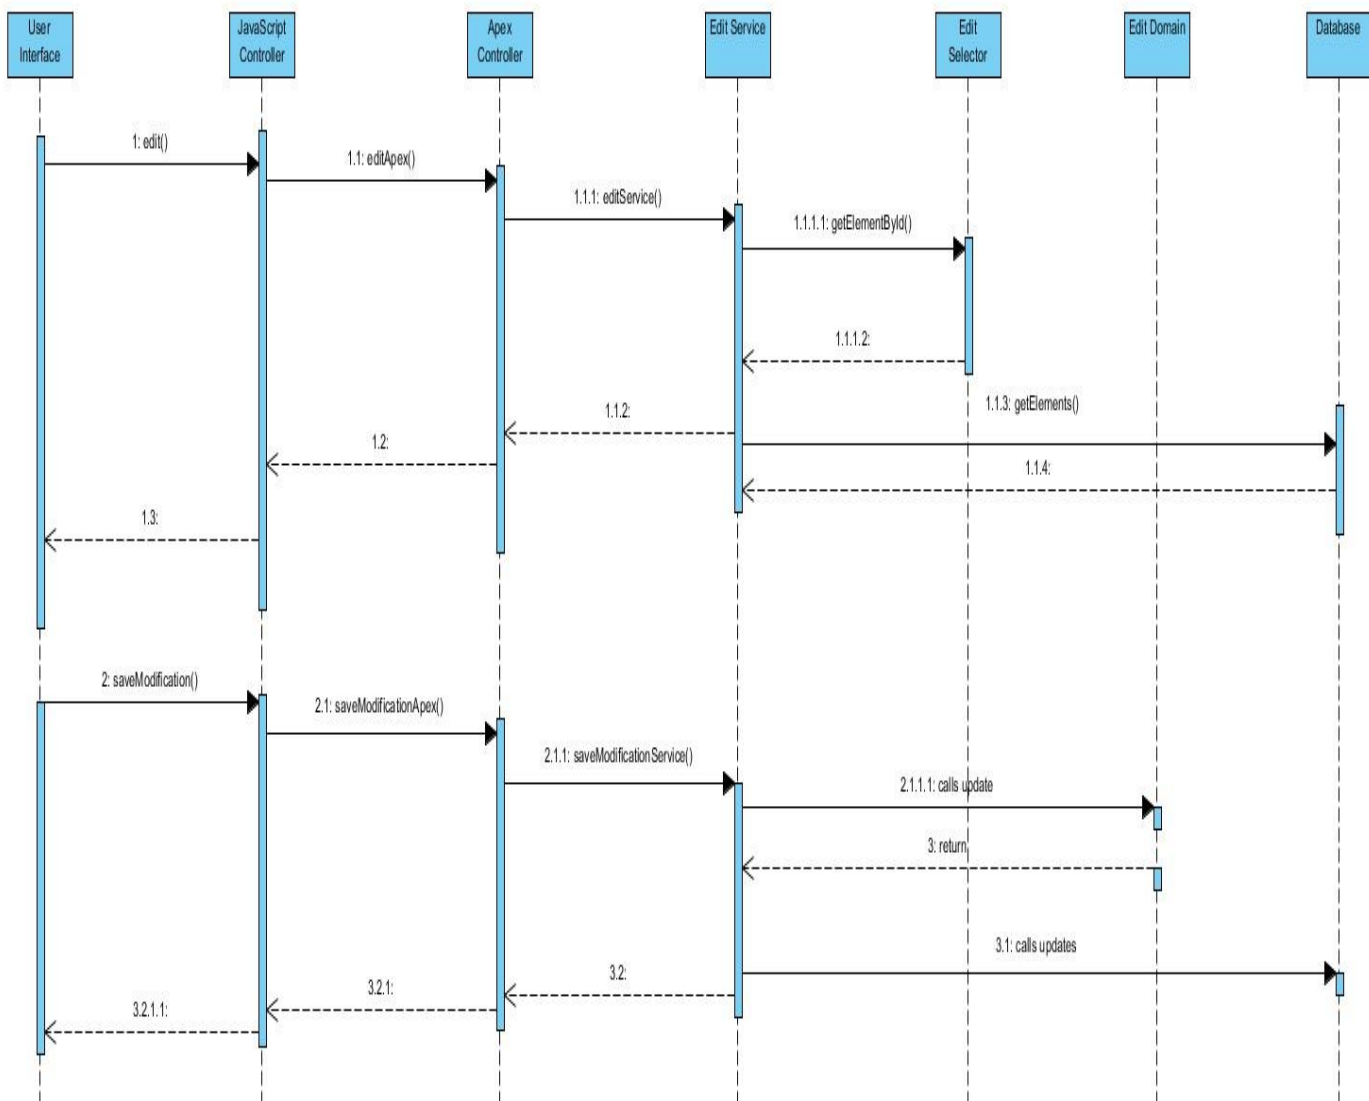 User
Interface
JavaScript
Controller
Apex
Controller
Edit Service
Edit
Selector
Edit Domain
Database
1: edit()
1.1: editApex()
1.1.1: editService()
1.1.1.1: getElementById()
1.1.1.2:
1.1.3: getElements()
1.1.2:
1.2:
1.1.4:
1.3:
2: saveModification()
2.1: saveModificationApex()
2.1.1: saveModificationService()
2.1.1.1: calls update
3: return
3.1: calls updates
3.2:
3.2.1:
3.2.1.1: